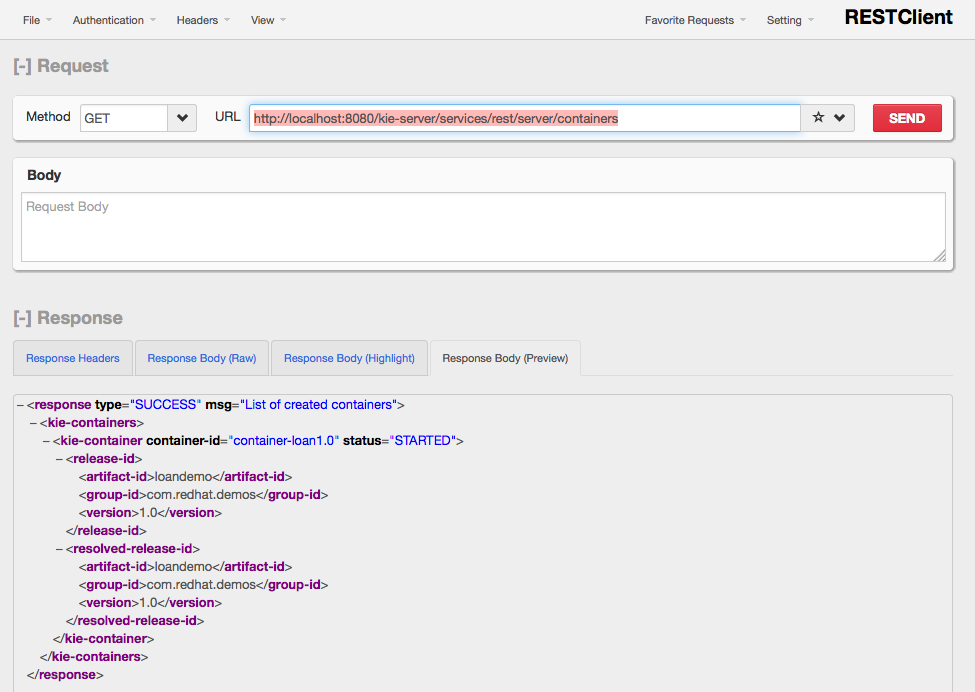 File Authentication Headers View Favorite Requests Setting RESTClient
[-] Request
Method GET URL http://localhost:8080/kie-server/services/rest/server/containers SEND
Body
Request Body
[-] Response
Response Headers Response Body (Raw) Response Body (Highlight) Response Body (Preview)
– <response type="SUCCESS" msg="List of created containers">
– <kie-containers>
– <kie-container container-id="container-loan1.0" status="STARTED">
– <release-id>
<artifact-id>loandemo</artifact-id>
<group-id>com.redhat.demos</group-id>
<version>1.0</version>
</release-id>
– <resolved-release-id>
<artifact-id>loandemo</artifact-id>
<group-id>com.redhat.demos</group-id>
<version>1.0</version>
</resolved-release-id>
</kie-container>
</kie-containers>
</response>